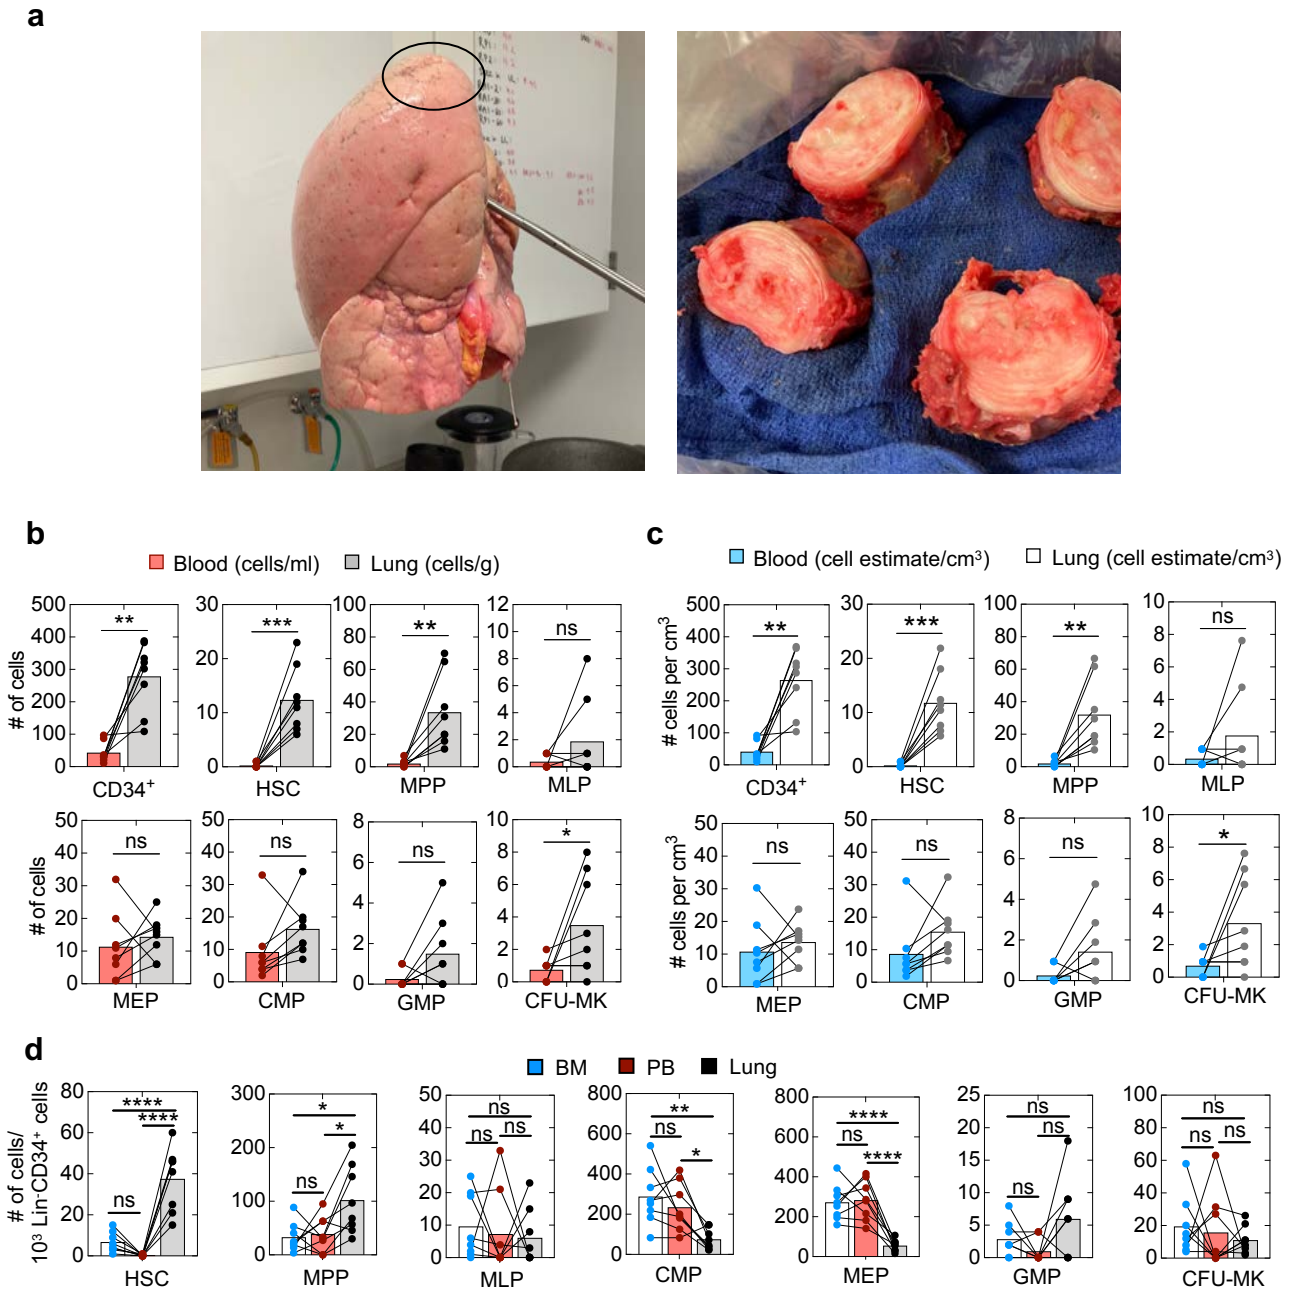 a
b
Blood (cells/ml) Lung (cells/g)
# of cells
500 400 300 200 100 0
**
CD34+
30 20 10 0
***
HSC
100 80 60 40 20 0
**
MPP
12 10 8 6 4 2 0
ns
MLP
# of cells
50 40 30 20 10 0
ns
MEP
50 40 30 20 10 0
ns
CMP
8 6 4 2 0
ns
GMP
10 8 6 4 2 0
*
CFU-MK
c
Blood (cell estimate/cm³) Lung (cell estimate/cm³)
# cells per cm³
500 400 300 200 100 0
**
CD34+
30 20 10 0
***
HSC
100 80 60 40 20 0
**
MPP
10 8 6 4 2 0
ns
MLP
# cells per cm³
50 40 30 20 10 0
ns
MEP
50 40 30 20 10 0
ns
CMP
8 6 4 2 0
ns
GMP
10 8 6 4 2 0
*
CFU-MK
d
BM PB Lung
# of cells/
10³ Lin-CD34+ cells
80 60 40 20 0
****
****
ns
HSC
300 200 100 0
*
*
ns
MPP
50 40 30 20 10 0
ns
ns ns
MLP
800 600 400 200 0
**
ns
*
CMP
800 600 400 200 0
****
ns
****
MEP
25 20 15 10 5 0
ns
ns
ns
GMP
100 80 60 40 20 0
ns
ns ns
CFU-MK